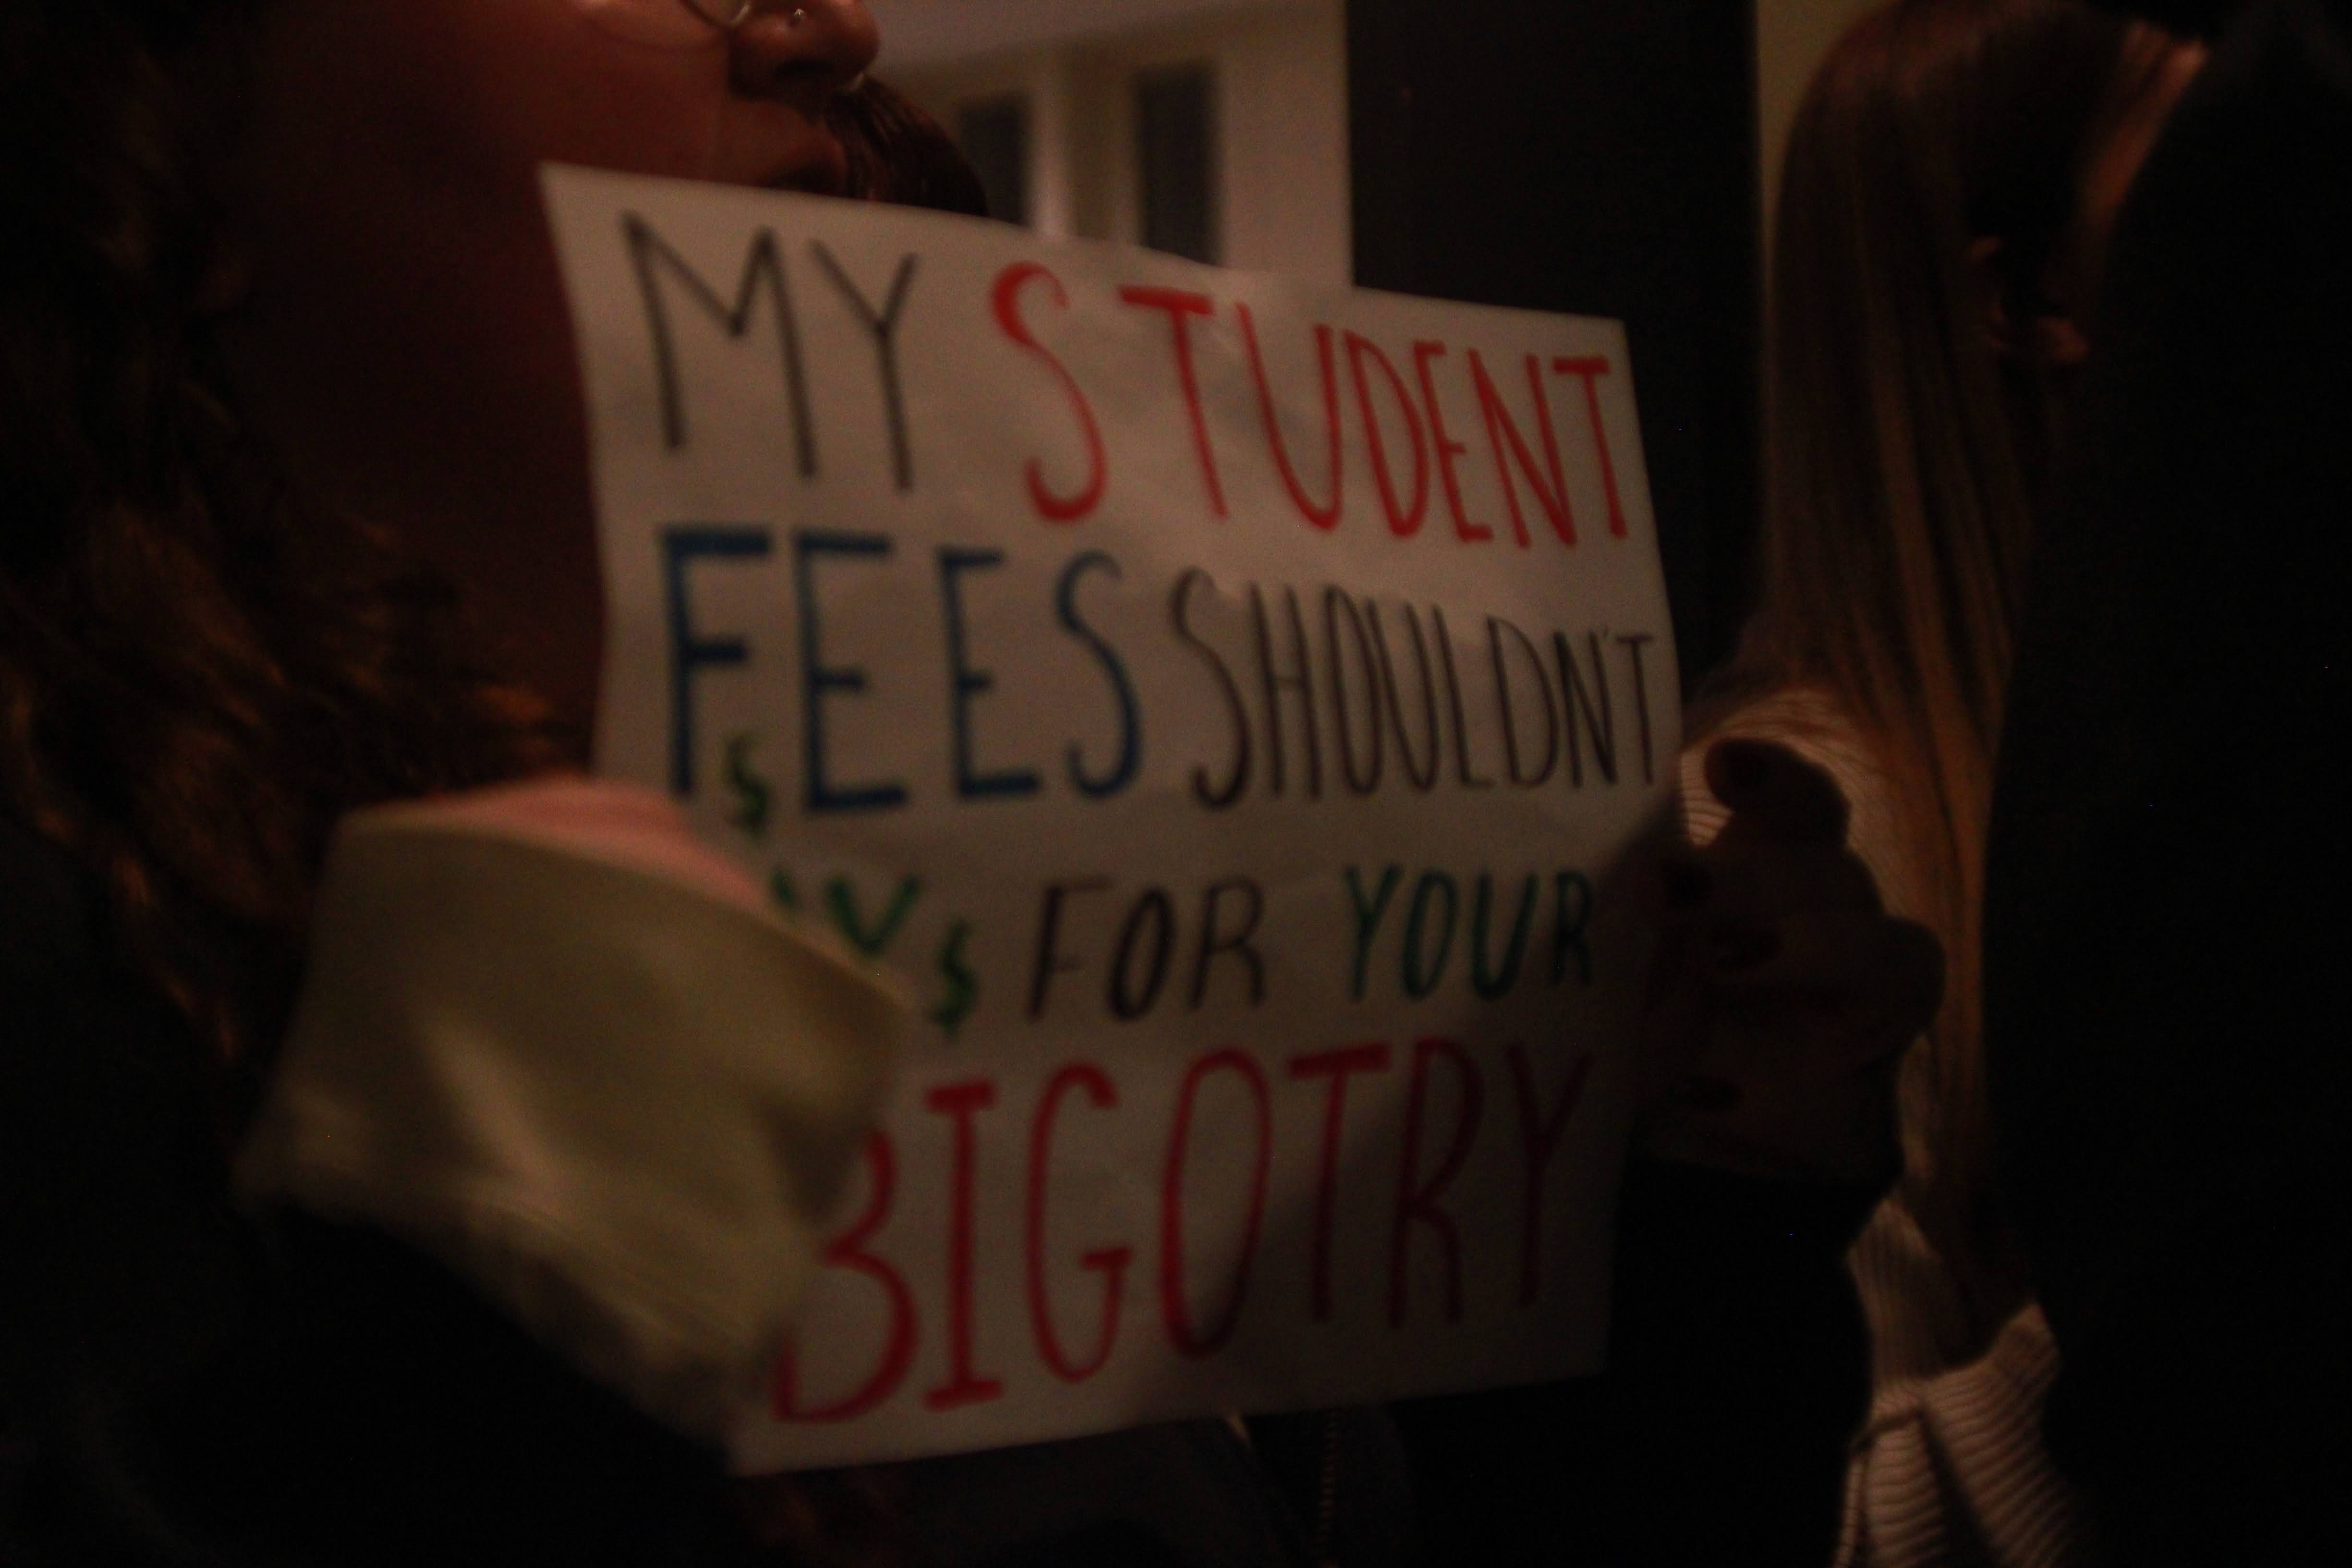 MY STUDENT
FEES SHOULDN'T
$ $ FOR YOUR
BIGOTRY